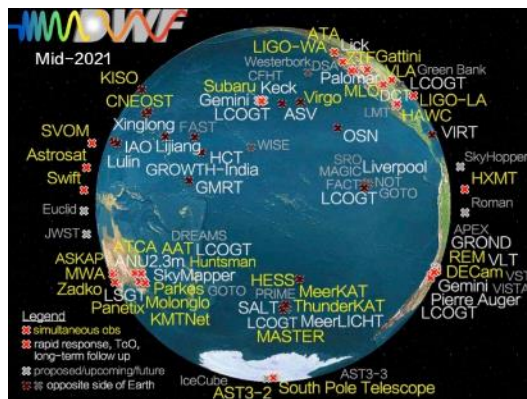 DWF
Mid-2021
ATA
LIGO-WA Lick
Westerbork DSA ZTF Gattini
CFHT Palomar VLA Green Bank
KISO
Subaru Keck MLO DCT LCOGT
CNEOST Gemini Virgo LMT LIGO-LA
LCOGT ASV HAWC
Xinglong FAST OSN VIRT
SVOM IAO Lijiang WISE
Astrosat Lulin HCT SRO Liverpool SkyHopper
Swift GROWTH-India MAGIC HXMT
GMRT FACT NOT
LCOGT GOTO
Euclid Roman
JWST DREAMS APEX
ATCA AAT LCOGT GROND
ASKAP ANU2.3m Huntsman REM VLT
MWA SkyMapper HESS DECam VST
Zadko Parkes GOTO PRIME MeerKAT Gemini VISTA
LSGT Molonglo SALT ThunderKAT Pierre Auger
Panetix KMTNet LCOGT MeerLICHT LCOGT
MASTER
Legend
simultaneous obs
rapid response, ToO,
long-term follow up
proposed/upcoming/future
opposite side of Earth
IceCube AST3-3
AST3-2 South Pole Telescope